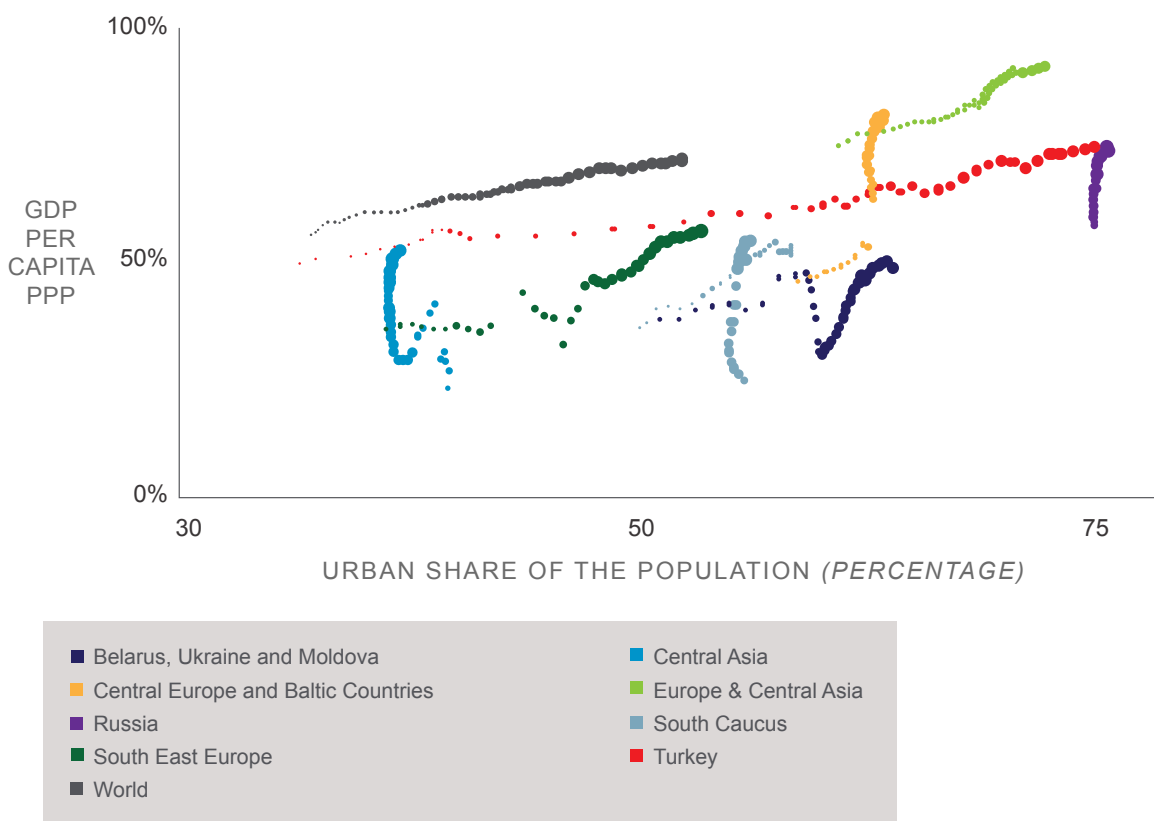 100%
GDP
PER
CAPITA
PPP
50%
0%
30 50 75
URBAN SHARE OF THE POPULATION (PERCENTAGE)
Belarus, Ukraine and Moldova
Central Europe and Baltic Countries
Russia
South East Europe
World
Central Asia
Europe & Central Asia
South Caucus
Turkey